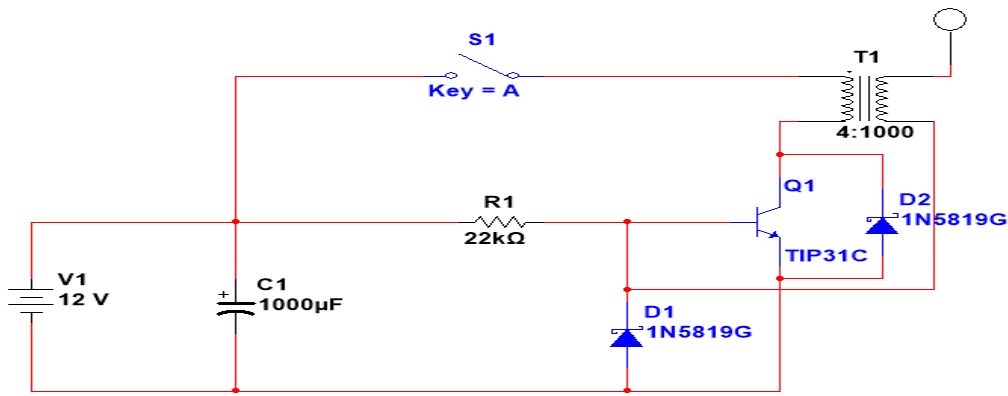 S1
Key = A
T1
4:1000
R1
22kΩ
Q1
TIP31C
D2
1N5819G
V1
12 V
C1
+
1000µF
D1
1N5819G